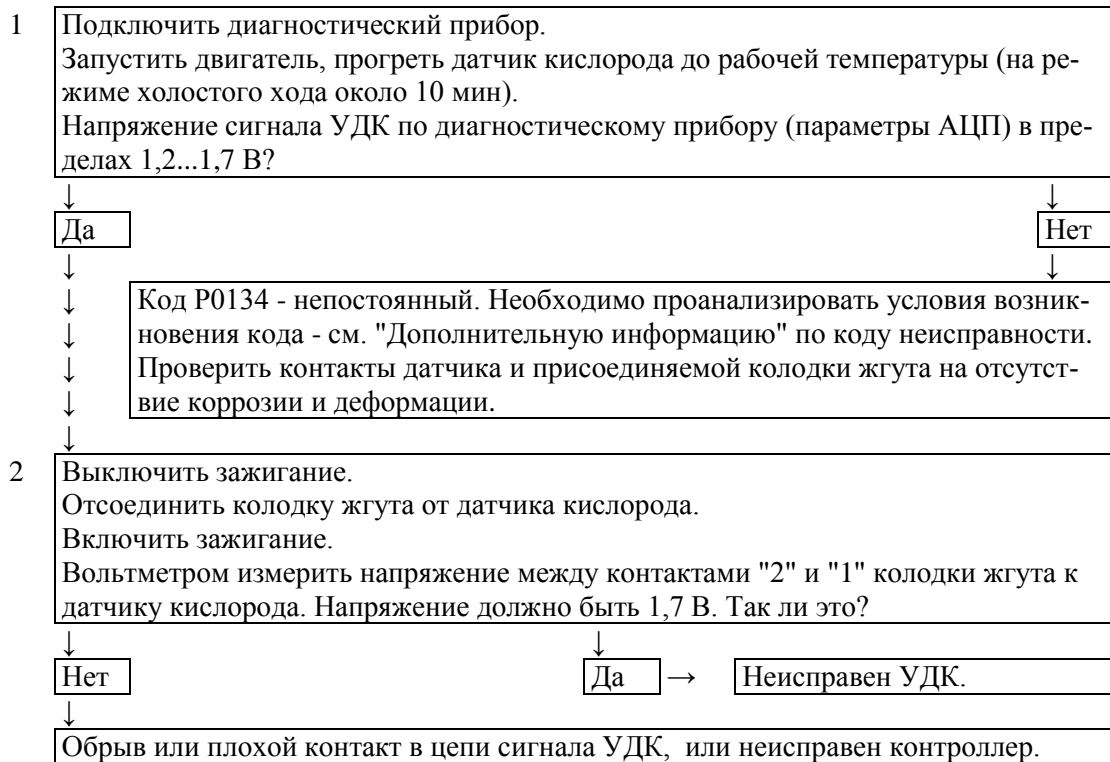 1 Подключить диагностический прибор.
Запустить двигатель, прогреть датчик кислорода до рабочей температуры (на ре-
жиме холостого хода около 10 мин).
Напряжение сигнала УДК по диагностическому прибору (параметры АЦП) в пре-
делах 1,2...1,7 В?
↓ ↓
Да Нет
↓ ↓
↓ Код Р0134 - непостоянный. Необходимо проанализировать условия возник-
↓ новения кода - см. "Дополнительную информацию" по коду неисправности.
↓ Проверить контакты датчика и присоединяемой колодки жгута на отсутст-
↓ вие коррозии и деформации.
↓
2 Выключить зажигание.
Отсоединить колодку жгута от датчика кислорода.
Включить зажигание.
Вольтметром измерить напряжение между контактами "2" и "1" колодки жгута к
датчику кислорода. Напряжение должно быть 1,7 В. Так ли это?
↓ ↓
Нет Да → Неисправен УДК.
↓
Обрыв или плохой контакт в цепи сигнала УДК, или неисправен контроллер.